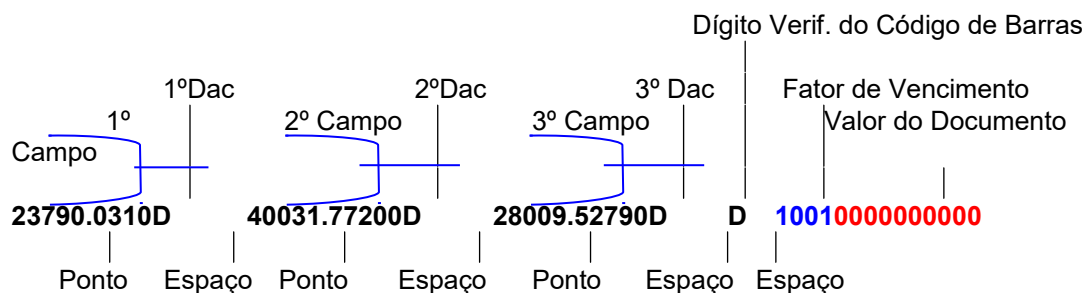 Dígito Verif. do Código de Barras
1ºDac 2ºDac 3º Dac Fator de Vencimento
1º Campo 2º Campo 3º Campo Valor do Documento
23790.0310D 40031.77200D 28009.52790D D 10010000000000
Ponto Espaço Ponto Espaço Ponto Espaço Espaço